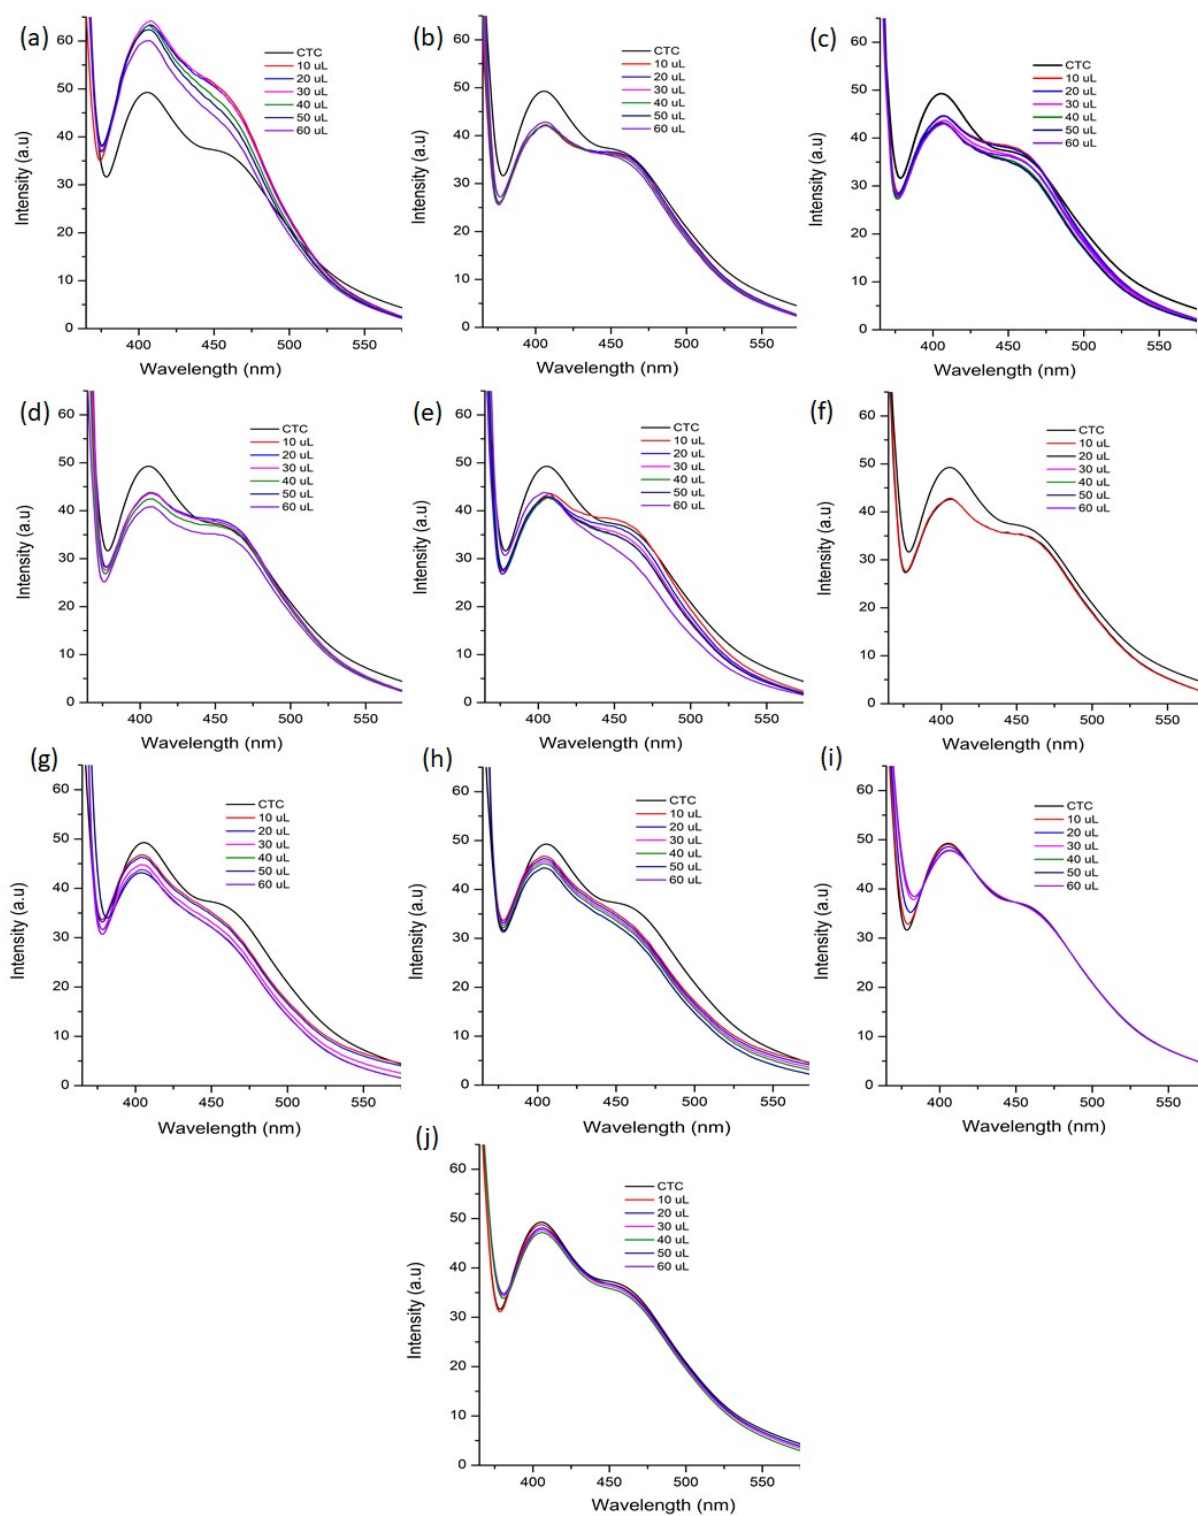 (a)
60
50
40
30
20
10
0
Intensity (a.u)
CTC
10 uL
20 uL
30 uL
40 uL
50 uL
60 uL
400 450 500 550
Wavelength (nm)
(b)
60
50
40
30
20
10
0
Intensity (a.u)
CTC
10 uL
20 uL
30 uL
40 uL
50 uL
60 uL
400 450 500 550
Wavelength (nm)
(c)
60
50
40
30
20
10
0
Intensity (a.u)
CTC
10 uL
20 uL
30 uL
40 uL
50 uL
60 uL
400 450 500 550
Wavelength (nm)
(d)
60
50
40
30
20
10
0
Intensity (a.u)
CTC
10 uL
20 uL
30 uL
40 uL
50 uL
60 uL
400 450 500 550
Wavelength (nm)
(e)
60
50
40
30
20
10
0
Intensity (a.u)
CTC
10 uL
20 uL
30 uL
40 uL
50 uL
60 uL
400 450 500 550
Wavelength (nm)
(f)
60
50
40
30
20
10
0
Intensity (a.u)
CTC
10 uL
20 uL
30 uL
40 uL
50 uL
60 uL
400 450 500 550
Wavelength (nm)
(g)
60
50
40
30
20
10
0
Intensity (a.u)
CTC
10 uL
20 uL
30 uL
40 uL
50 uL
60 uL
400 450 500 550
Wavelength (nm)
(h)
60
50
40
30
20
10
0
Intensity (a.u)
CTC
10 uL
20 uL
30 uL
40 uL
50 uL
60 uL
400 450 500 550
Wavelength (nm)
(i)
60
50
40
30
20
10
0
Intensity (a.u)
CTC
10 uL
20 uL
30 uL
40 uL
50 uL
60 uL
400 450 500 550
Wavelength (nm)
(j)
60
50
40
30
20
10
0
Intensity (a.u)
CTC
10 uL
20 uL
30 uL
40 uL
50 uL
60 uL
400 450 500 550
Wavelength (nm)